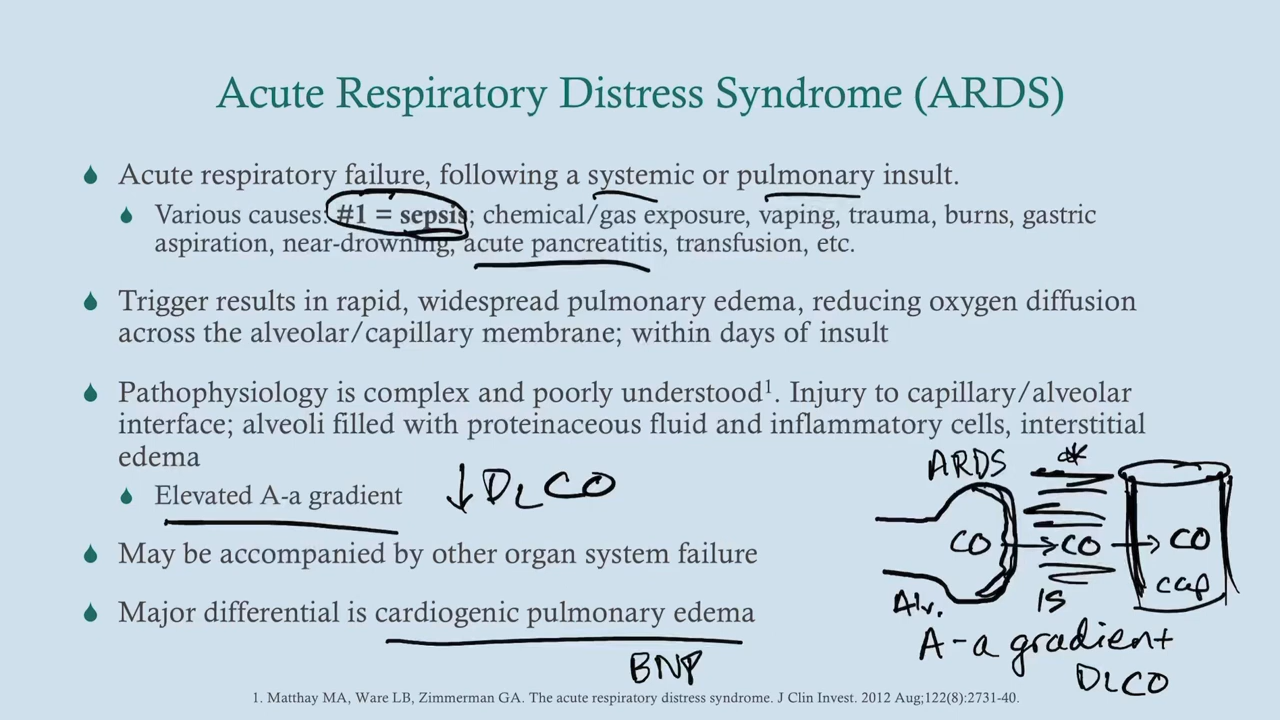 Acute Respiratory Distress Syndrome (ARDS)
Acute respiratory failure, following a systemic or pulmonary insult.
Various causes: #1 = sepsis; chemical/gas exposure, vaping, trauma, burns, gastric
aspiration, near-drowning, acute pancreatitis, transfusion, etc.
Trigger results in rapid, widespread pulmonary edema, reducing oxygen diffusion
across the alveolar/capillary membrane; within days of insult
Pathophysiology is complex and poorly understood¹. Injury to capillary/alveolar
interface; alveoli filled with proteinaceous fluid and inflammatory cells, interstitial
edema
Elevated A-a gradient
↓ DLCO
May be accompanied by other organ system failure
Major differential is cardiogenic pulmonary edema
BNP
ARDS
CO → CO → CO
cap
Alv.
IS
A-a gradient
DLCO
1. Matthay MA, Ware LB, Zimmerman GA. The acute respiratory distress syndrome. J Clin Invest. 2012 Aug;122(8):2731-40.